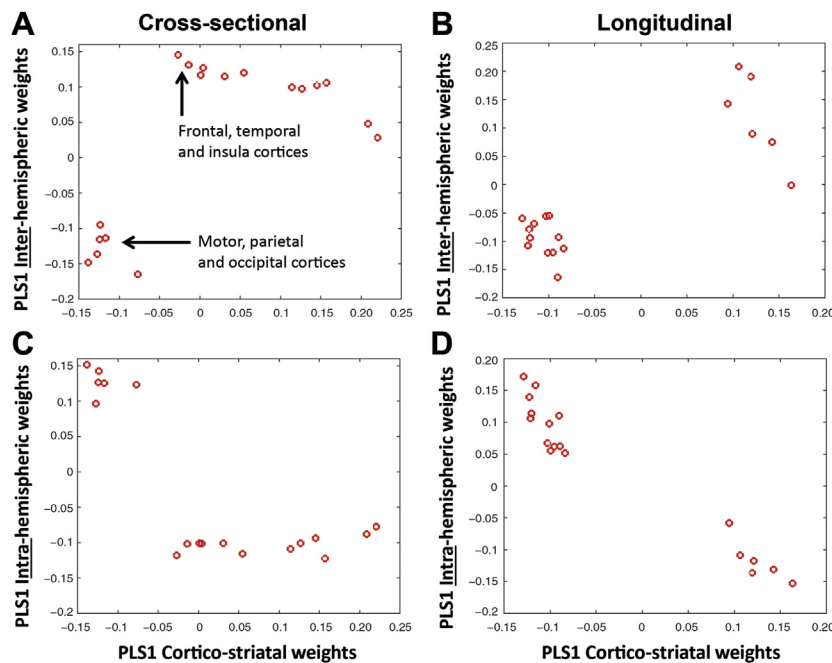 A
Cross-sectional
B
Longitudinal
PLS1 Inter-hemispheric weights
0.15
0.1
0.05
0
−0.05
−0.1
−0.15
−0.2
Frontal, temporal
and insula cortices
Motor, parietal
and occipital cortices
−0.15 −0.1 −0.05 0 0.05 0.1 0.15 0.20 0.25
PLS1 Inter-hemispheric weights
0.25
0.20
0.15
0.1
0.05
0
−0.05
−0.1
−0.15
−0.2
−0.15 −0.1 −0.05 0 0.05 0.1 0.15 0.20
C
D
PLS1 Intra-hemispheric weights
0.15
0.1
0.05
0
−0.05
−0.1
−0.15
−0.2
−0.15 −0.1 −0.05 0 0.05 0.1 0.15 0.20 0.25
PLS1 Cortico-striatal weights
PLS1 Intra-hemispheric weights
0.20
0.15
0.1
0.05
0
−0.05
−0.1
−0.15
−0.2
−0.15 −0.1 −0.05 0 0.05 0.1 0.15 0.20
PLS1 Cortico-striatal weights